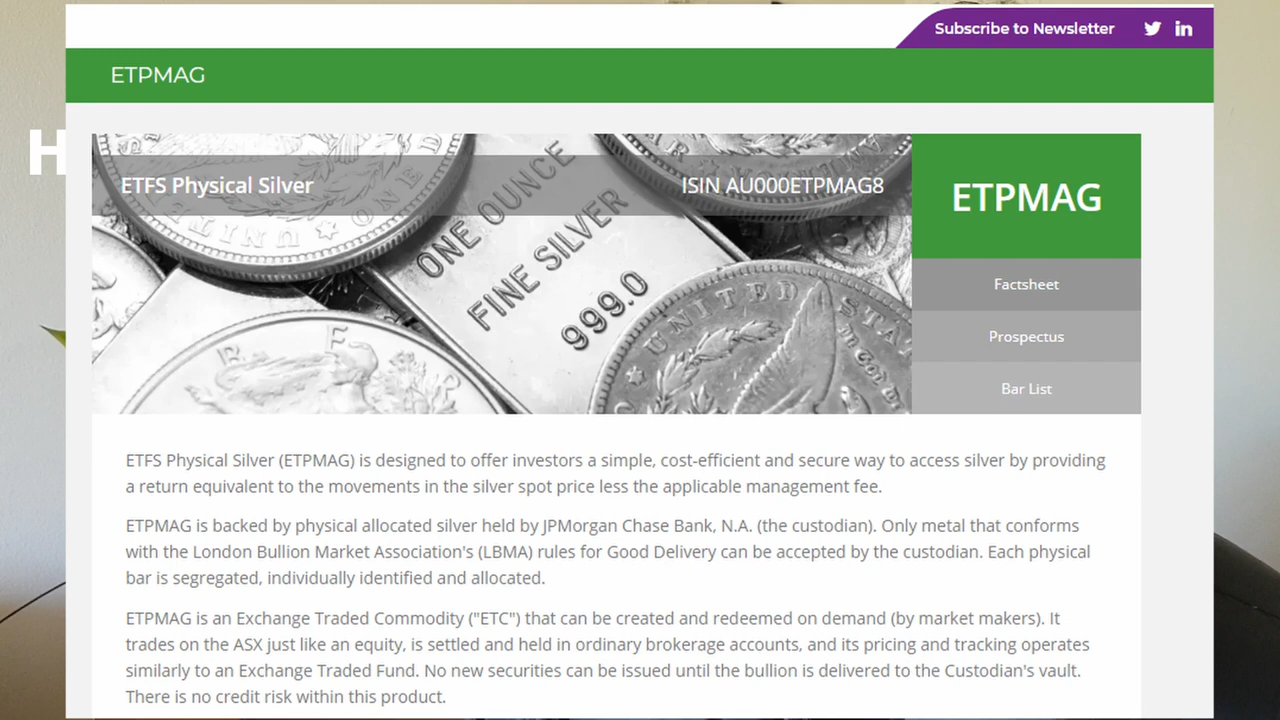 Subscribe to Newsletter
ETPMAG
H
ETFS Physical Silver
ISIN AU000ETPMAG8
ETPMAG
ONE OUNCE
FINE SILVER
999.0
UNITED STA
Factsheet
Prospectus
Bar List
ETFS Physical Silver (ETPMAG) is designed to offer investors a simple, cost-efficient and secure way to access silver by providing
a return equivalent to the movements in the silver spot price less the applicable management fee.
ETPMAG is backed by physical allocated silver held by JPMorgan Chase Bank, N.A. (the custodian). Only metal that conforms
with the London Bullion Market Association's (LBMA) rules for Good Delivery can be accepted by the custodian. Each physical
bar is segregated, individually identified and allocated.
ETPMAG is an Exchange Traded Commodity ("ETC") that can be created and redeemed on demand (by market makers). It
trades on the ASX just like an equity, is settled and held in ordinary brokerage accounts, and its pricing and tracking operates
similarly to an Exchange Traded Fund. No new securities can be issued until the bullion is delivered to the Custodian's vault.
There is no credit risk within this product.